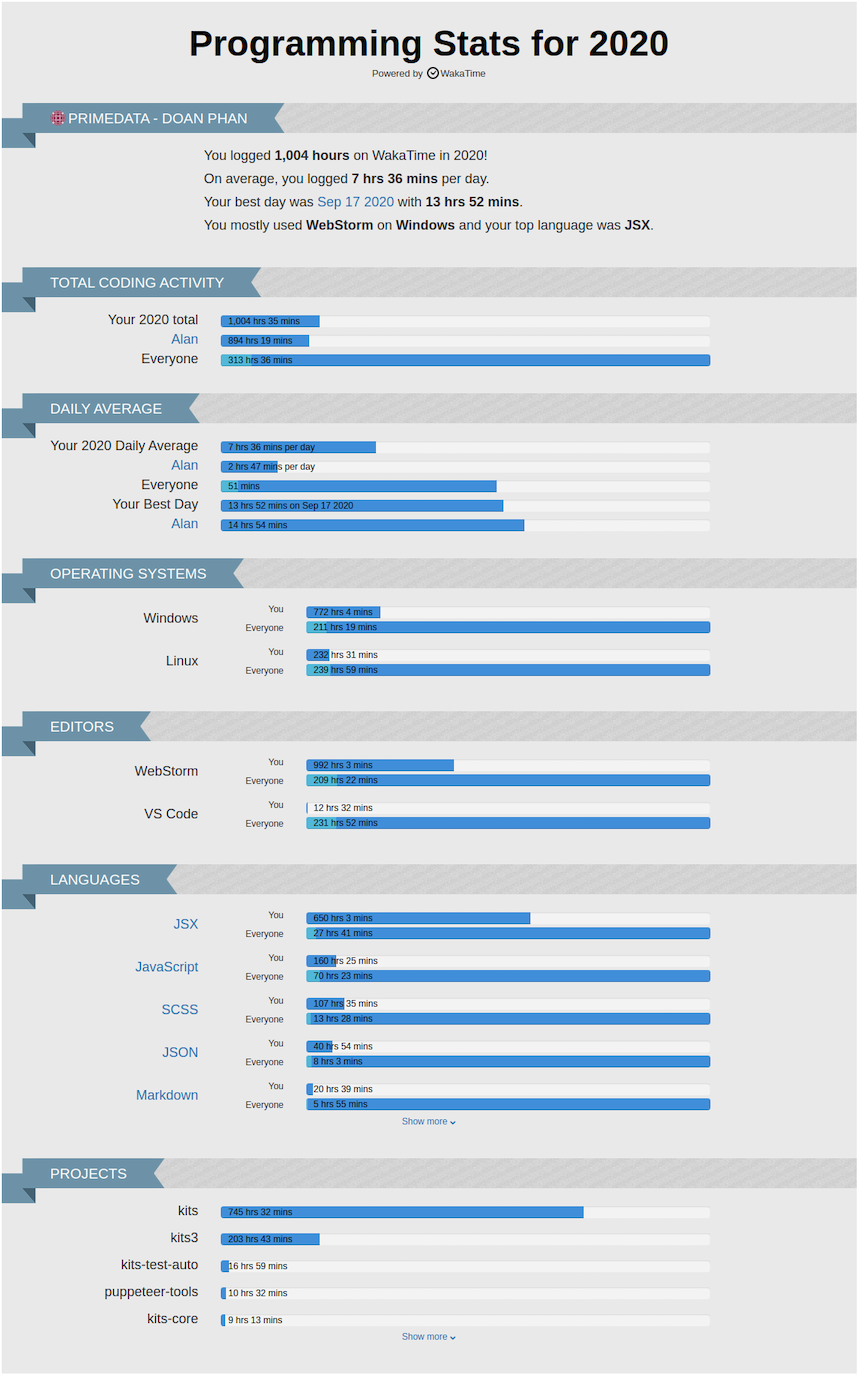 Programming Stats for 2020
Powered by WakaTime
PRIMEDATA - DOAN PHAN
You logged 1,004 hours on WakaTime in 2020!
On average, you logged 7 hrs 36 mins per day.
Your best day was Sep 17 2020 with 13 hrs 52 mins.
You mostly used WebStorm on Windows and your top language was JSX.
TOTAL CODING ACTIVITY
Your 2020 total 1,004 hrs 35 mins
Alan 894 hrs 19 mins
Everyone 313 hrs 36 mins
DAILY AVERAGE
Your 2020 Daily Average 7 hrs 36 mins per day
Alan 2 hrs 47 mins per day
Everyone 51 mins
Your Best Day 13 hrs 52 mins on Sep 17 2020
Alan 14 hrs 54 mins
OPERATING SYSTEMS
Windows
You 772 hrs 4 mins
Everyone 211 hrs 19 mins
Linux
You 232 hrs 31 mins
Everyone 239 hrs 59 mins
EDITORS
WebStorm
You 992 hrs 3 mins
Everyone 209 hrs 22 mins
VS Code
You 12 hrs 32 mins
Everyone 231 hrs 52 mins
LANGUAGES
JSX
You 650 hrs 3 mins
Everyone 27 hrs 41 mins
JavaScript
You 160 hrs 25 mins
Everyone 70 hrs 23 mins
SCSS
You 107 hrs 35 mins
Everyone 13 hrs 28 mins
JSON
You 40 hrs 54 mins
Everyone 8 hrs 3 mins
Markdown
You 20 hrs 39 mins
Everyone 5 hrs 55 mins
Show more
PROJECTS
kits 745 hrs 32 mins
kits3 203 hrs 43 mins
kits-test-auto 16 hrs 59 mins
puppeteer-tools 10 hrs 32 mins
kits-core 9 hrs 13 mins
Show more